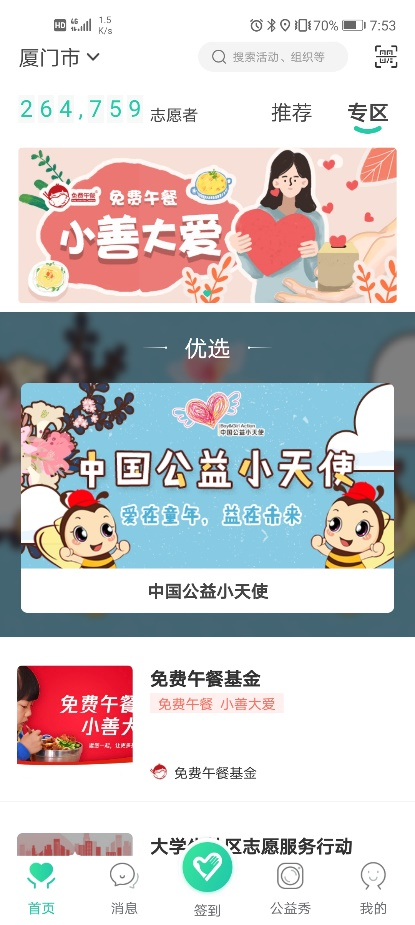 HD 4G 1.5 K/s 70% 7:53
厦门市 搜索活动、组织等
264,759 志愿者 推荐 专区
免费午餐
免费午餐
小善大爱
优选
Boys&Girl Action
中国公益小天使
中国公益小天使
爱在童年，益在未来
中国公益小天使
免费午餐基金
免费午餐 小善大爱
免费午餐
小善大
免费午餐基金
大学生 区志愿服务行动
首页 消息 签到 公益秀 我的